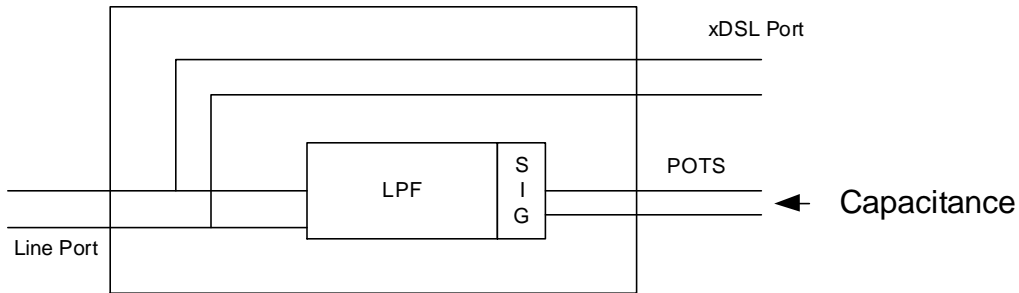 xDSL Port
LPF
S
I
G
POTS
Capacitance
Line Port